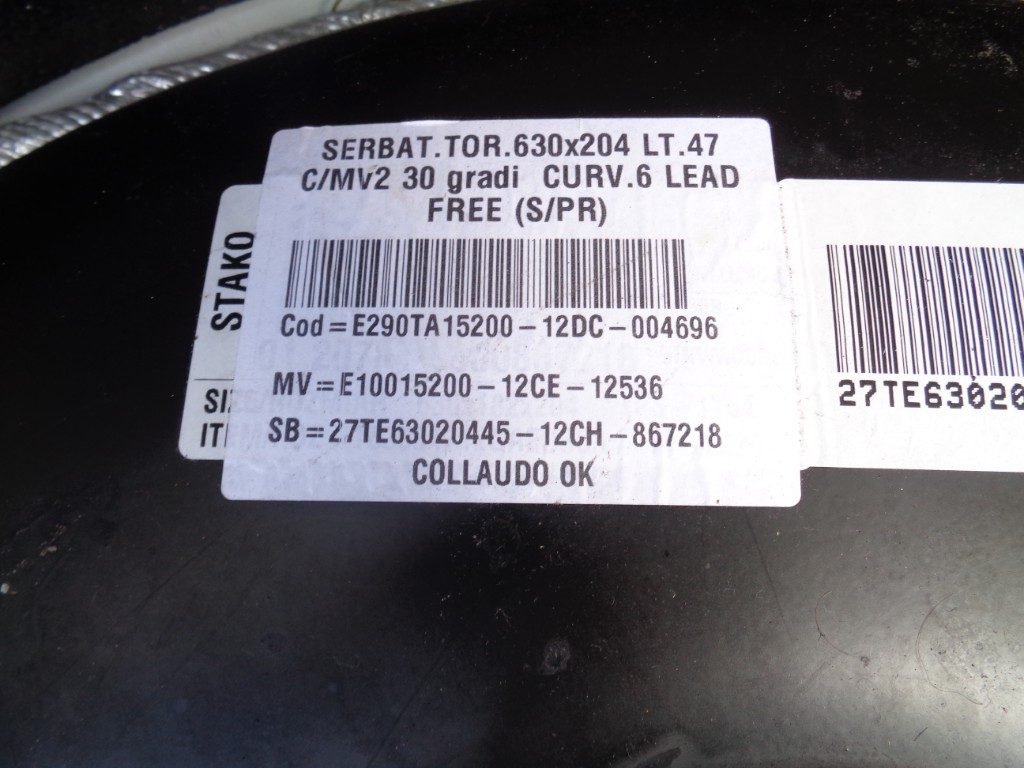 SERBAT.TOR.630x204 LT.47
C/MV2 30 gradi CURV.6 LEAD
FREE (S/PR)
Cod=E290TA15200-12DC-004696
MV=E10015200-12CE-12536
SB=27TE63020445-12CH-867218
COLLAUDO OK
STAKO
27TE63020